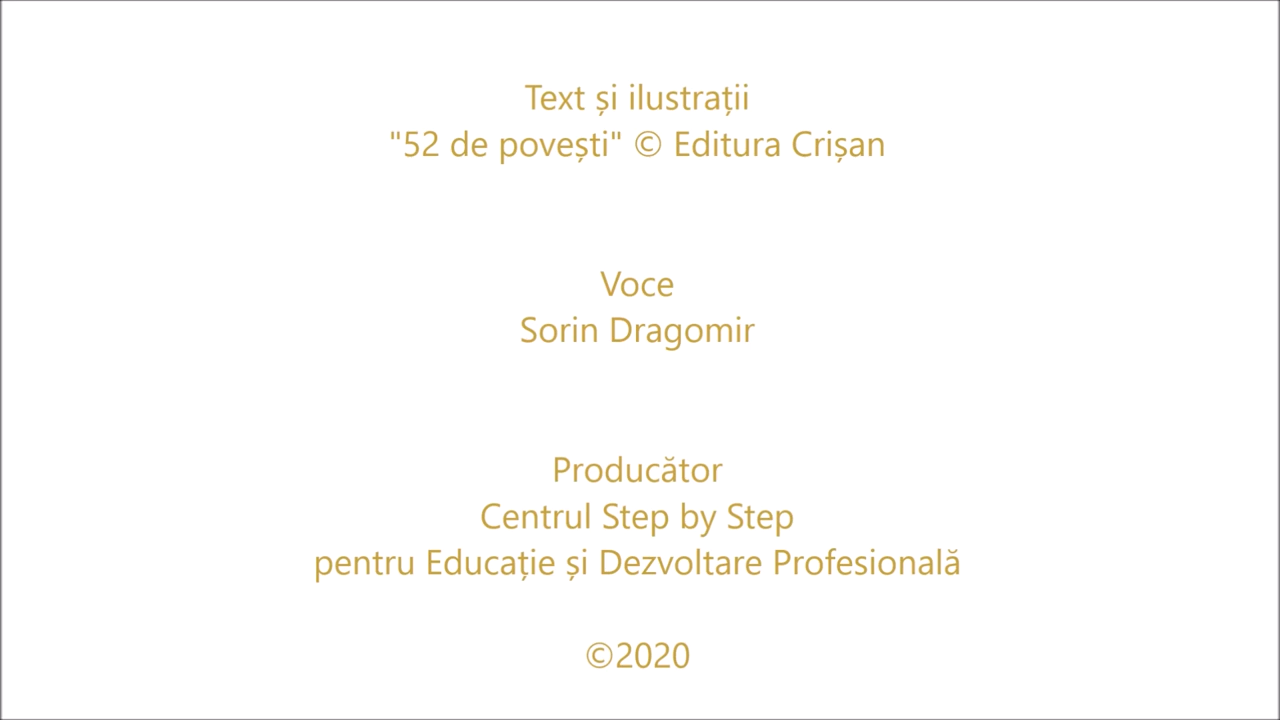 Text și ilustrații
"52 de povești" © Editura Crișan
Voce
Sorin Dragomir
Producător
Centrul Step by Step
pentru Educație și Dezvoltare Profesională
©2020